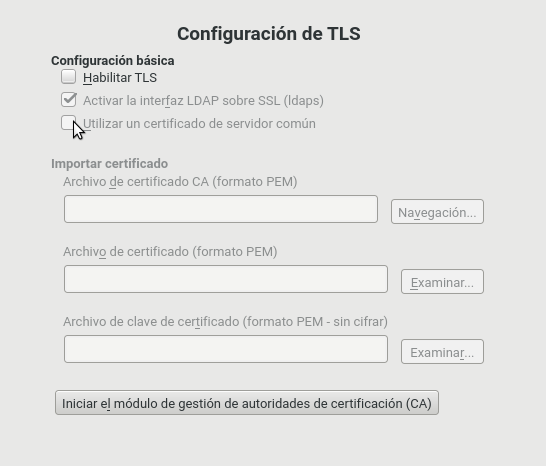 Configuración de TLS
Configuración básica
Habilitar TLS
Activar la interfaz LDAP sobre SSL (ldaps)
Utilizar un certificado de servidor común
Importar certificado
Archivo de certificado CA (formato PEM)
Navegación...
Archivo de certificado (formato PEM)
Examinar...
Archivo de clave de certificado (formato PEM - sin cifrar)
Examinar...
Iniciar el módulo de gestión de autoridades de certificación (CA)